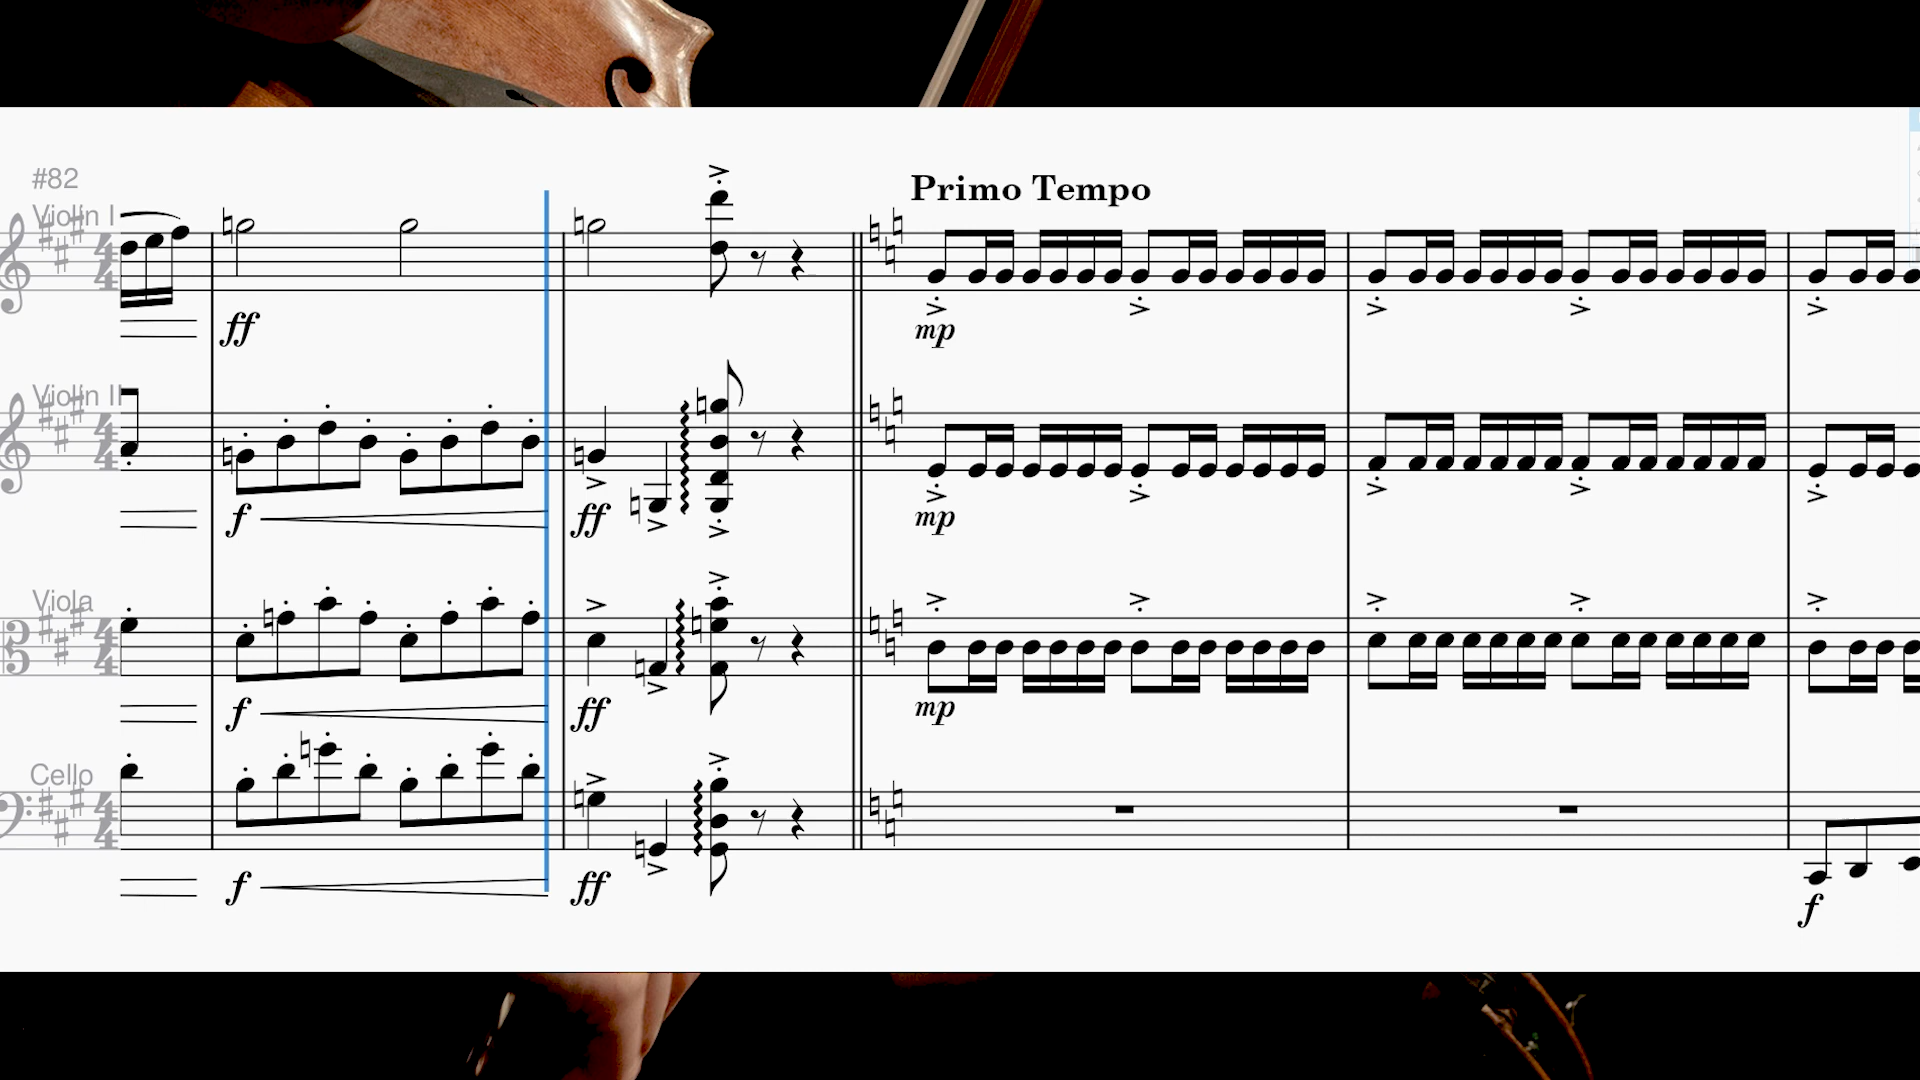 #82
Violin I
Primo Tempo
ff
mp
Violin II
f
ff
mp
Viola
f
ff
mp
Cello
f
ff
f